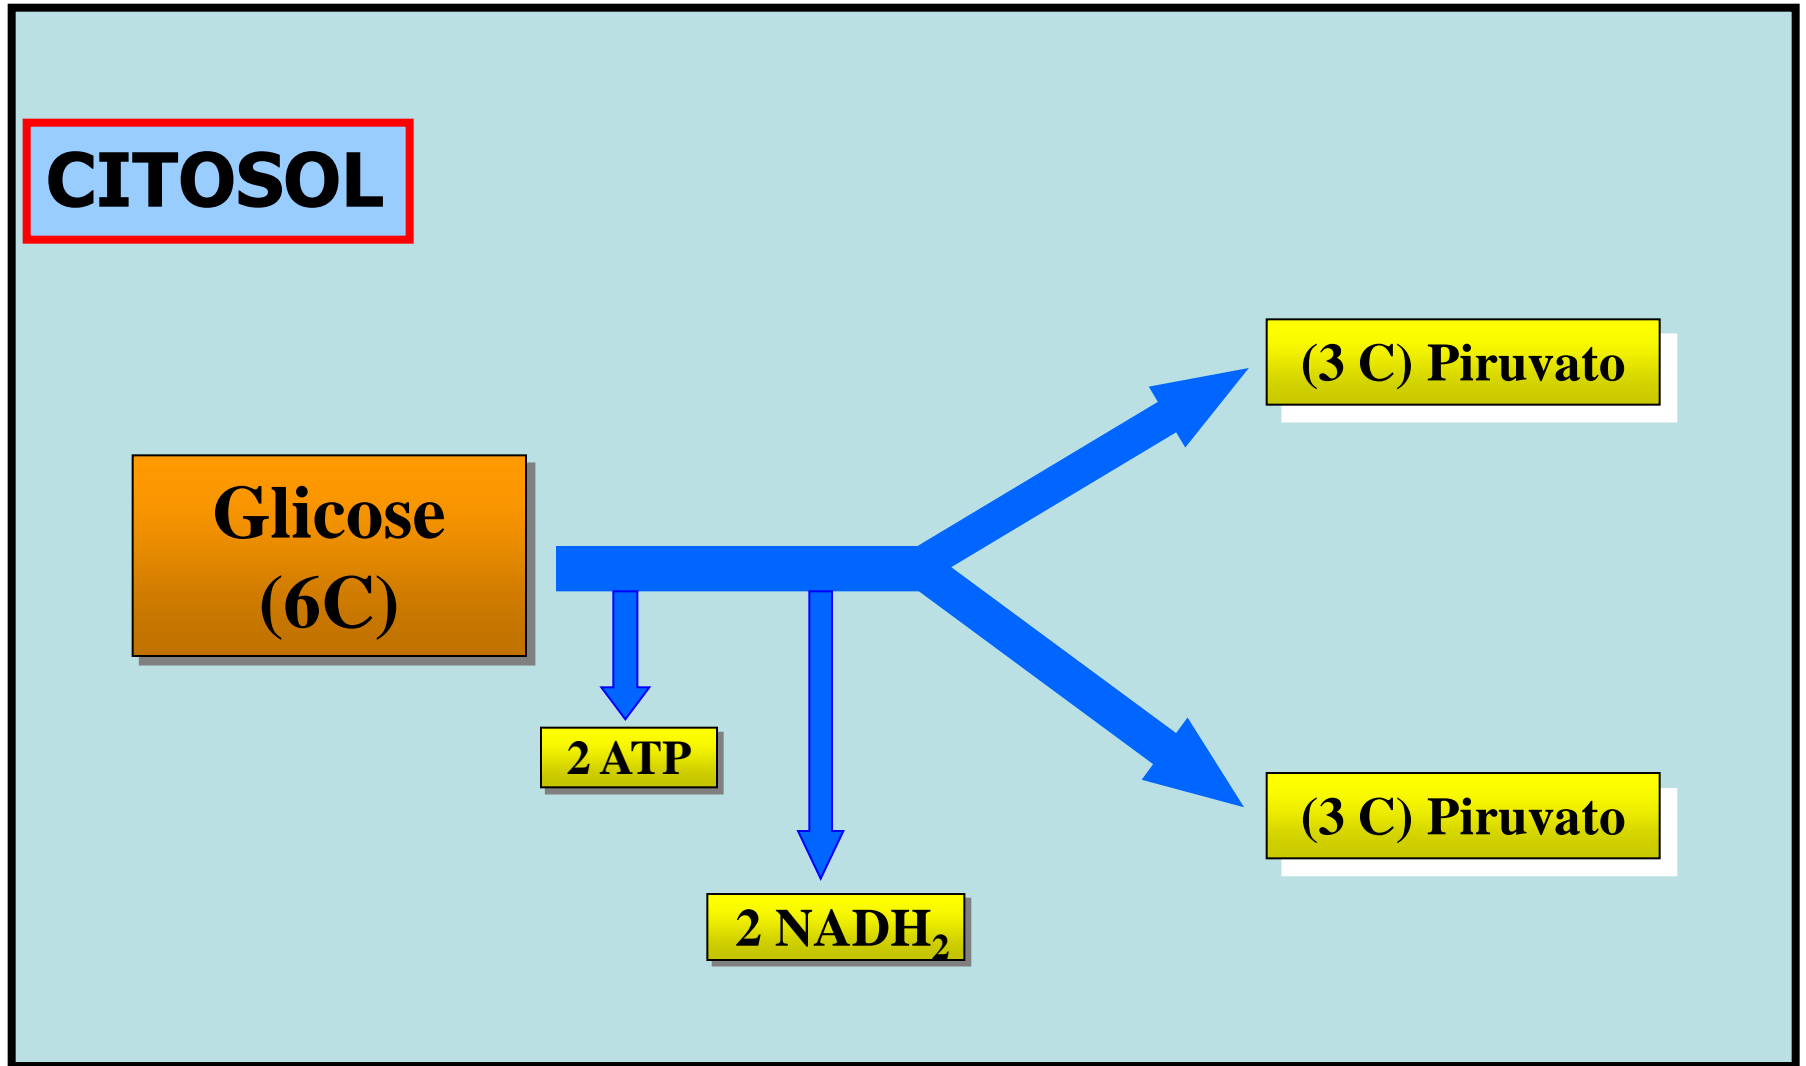 CITOSOL
(3 C) Piruvato
Glicose
(6C)
2 ATP
(3 C) Piruvato
2 NADH₂